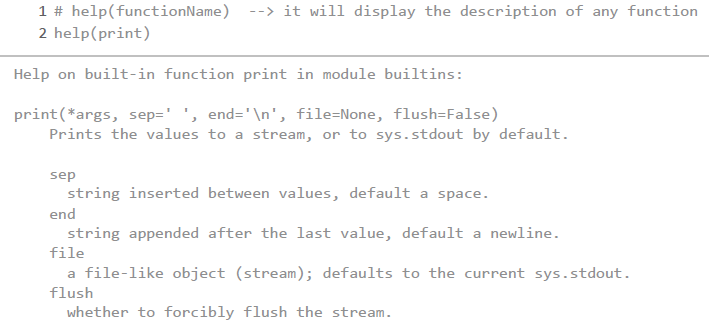 1 # help(functionName)  --> it will display the description of any function
2 help(print)
Help on built-in function print in module builtins:
print(*args, sep=' ', end='\n', file=None, flush=False)
    Prints the values to a stream, or to sys.stdout by default.
    sep
      string inserted between values, default a space.
    end
      string appended after the last value, default a newline.
    file
      a file-like object (stream); defaults to the current sys.stdout.
    flush
      whether to forcibly flush the stream.